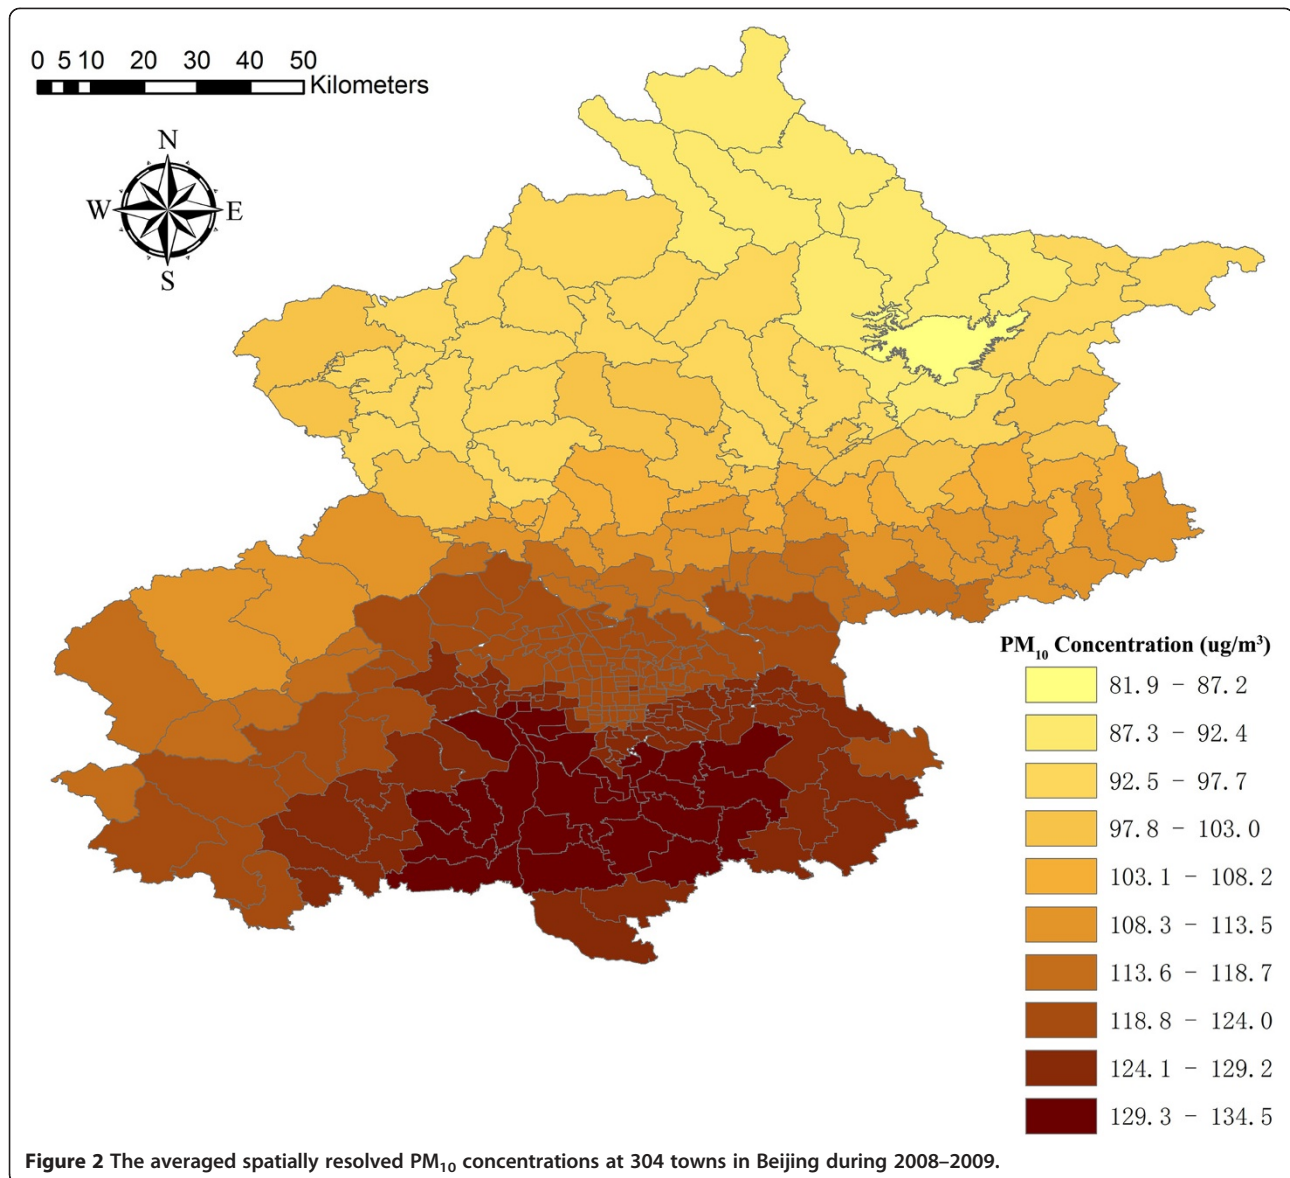 0 5 10 20 30 40 50
Kilometers
N
W E
S
PM₁₀ Concentration (ug/m³)
81.9 - 87.2
87.3 - 92.4
92.5 - 97.7
97.8 - 103.0
103.1 - 108.2
108.3 - 113.5
113.6 - 118.7
118.8 - 124.0
124.1 - 129.2
129.3 - 134.5
Figure 2 The averaged spatially resolved PM₁₀ concentrations at 304 towns in Beijing during 2008–2009.